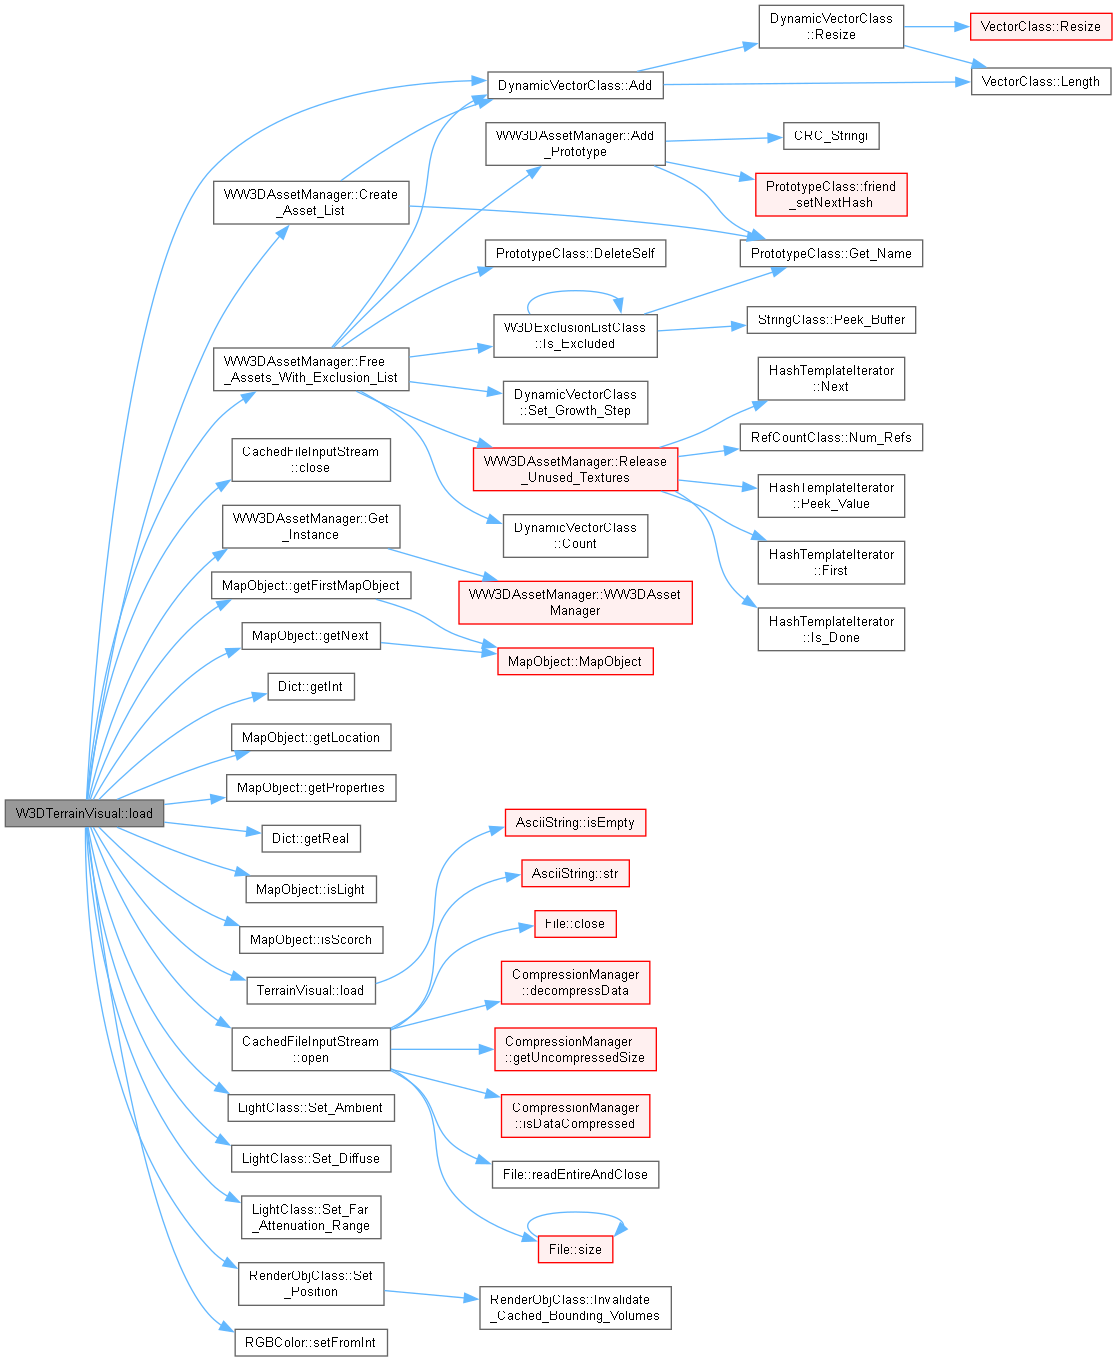 DynamicVectorClass
::Resize
VectorClass::Resize
DynamicVectorClass::Add
VectorClass::Length
WW3DAssetManager::Add
_Prototype
CRC_Stringi
WW3DAssetManager::Create
_Asset_List
PrototypeClass::friend
_setNextHash
PrototypeClass::DeleteSelf
PrototypeClass::Get_Name
W3DExclusionListClass
::Is_Excluded
StringClass::Peek_Buffer
WW3DAssetManager::Free
_Assets_With_Exclusion_List
DynamicVectorClass
::Set_Growth_Step
HashTemplateIterator
::Next
CachedFileInputStream
::close
WW3DAssetManager::Release
_Unused_Textures
RefCountClass::Num_Refs
HashTemplateIterator
::Peek_Value
WW3DAssetManager::Get
_Instance
DynamicVectorClass
::Count
HashTemplateIterator
::First
MapObject::getFirstMapObject
WW3DAssetManager::WW3DAsset
Manager
HashTemplateIterator
::Is_Done
MapObject::getNext
MapObject::MapObject
Dict::getInt
MapObject::getLocation
MapObject::getProperties
W3DTerrainVisual::load
Dict::getReal
AsciiString::isEmpty
MapObject::isLight
AsciiString::str
MapObject::isScorch
File::close
TerrainVisual::load
CompressionManager
::decompressData
CachedFileInputStream
::open
CompressionManager
::getUncompressedSize
LightClass::Set_Ambient
CompressionManager
::isDataCompressed
LightClass::Set_Diffuse
File::readEntireAndClose
LightClass::Set_Far
_Attenuation_Range
File::size
RenderObjClass::Set
_Position
RenderObjClass::Invalidate
_Cached_Bounding_Volumes
RGBColor::setFromInt